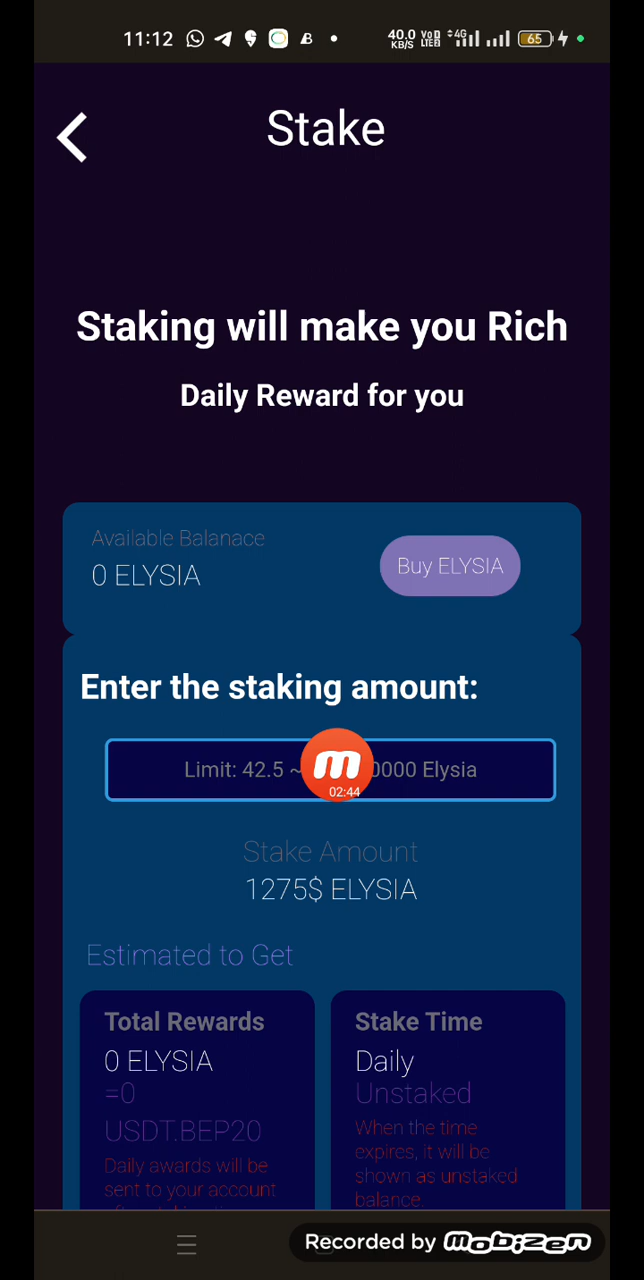 11:12
40.0 KB/S
VoD LTE2
4G
65
Stake
Staking will make you Rich
Daily Reward for you
Available Balanace
0 ELYSIA
Buy ELYSIA
Enter the staking amount:
Limit: 42.5 ~
0000 Elysia
02:44
Stake Amount
1275$ ELYSIA
Estimated to Get
Total Rewards
0 ELYSIA
=0
USDT.BEP20
Daily awards will be
sent to your account
Stake Time
Daily
Unstaked
When the time
expires, it will be
shown as unstaked
balance.
Recorded by mobizen